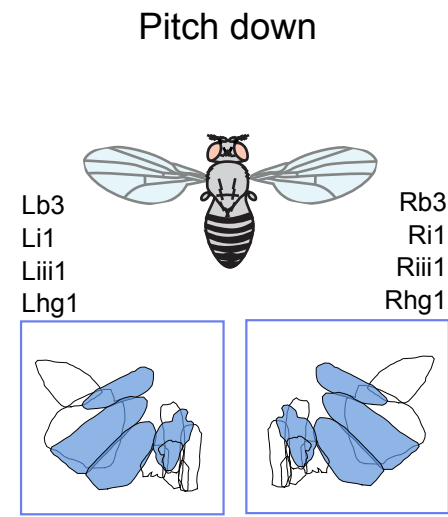 Pitch down
Lb3
Li1
Liii1
Lhg1
Rb3
Ri1
Riii1
Rhg1